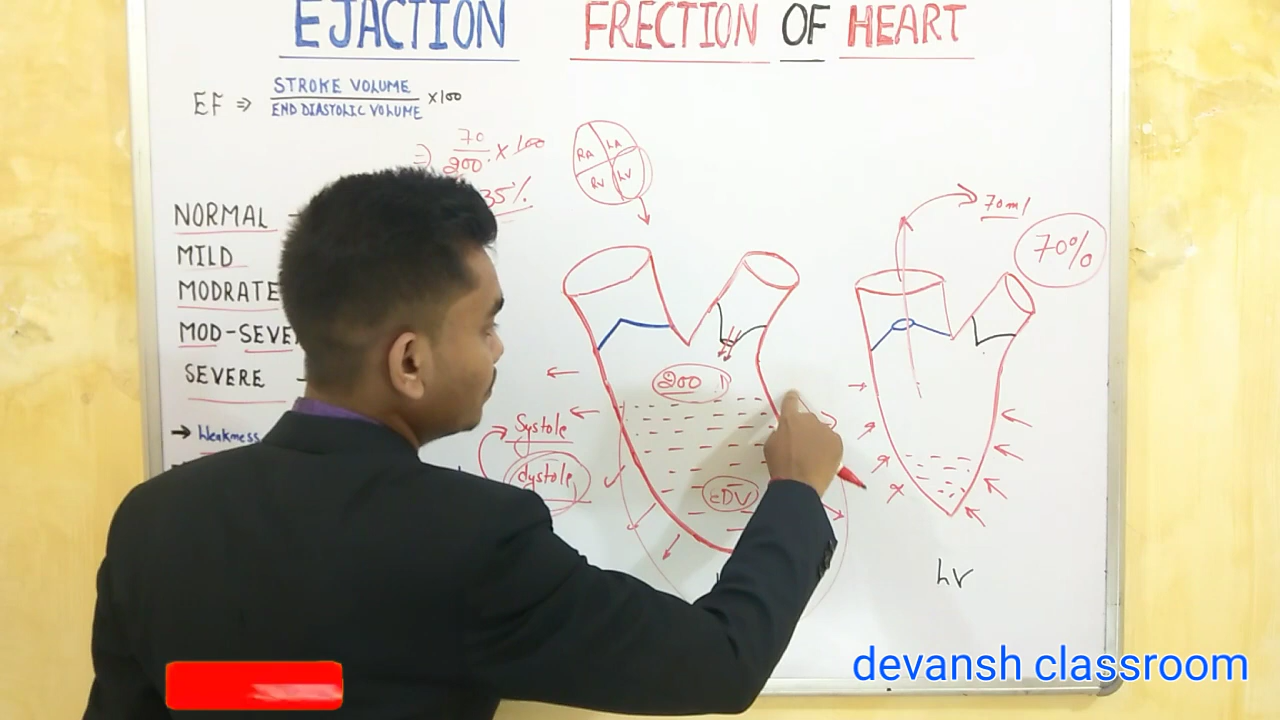 EJACTION FRECTION OF HEART
EF ⇒ STROKE VOLUME
END DIASTOLIC VOLUME ×100
⇒ 70
200 × 100
35%
RA LA
RV LV
NORMAL -
MILD
MODRATE
MOD-SEVE
SEVERE -
→ Weakness
Systole
dystole
200
EDV
70ml
70%
LV
devansh classroom